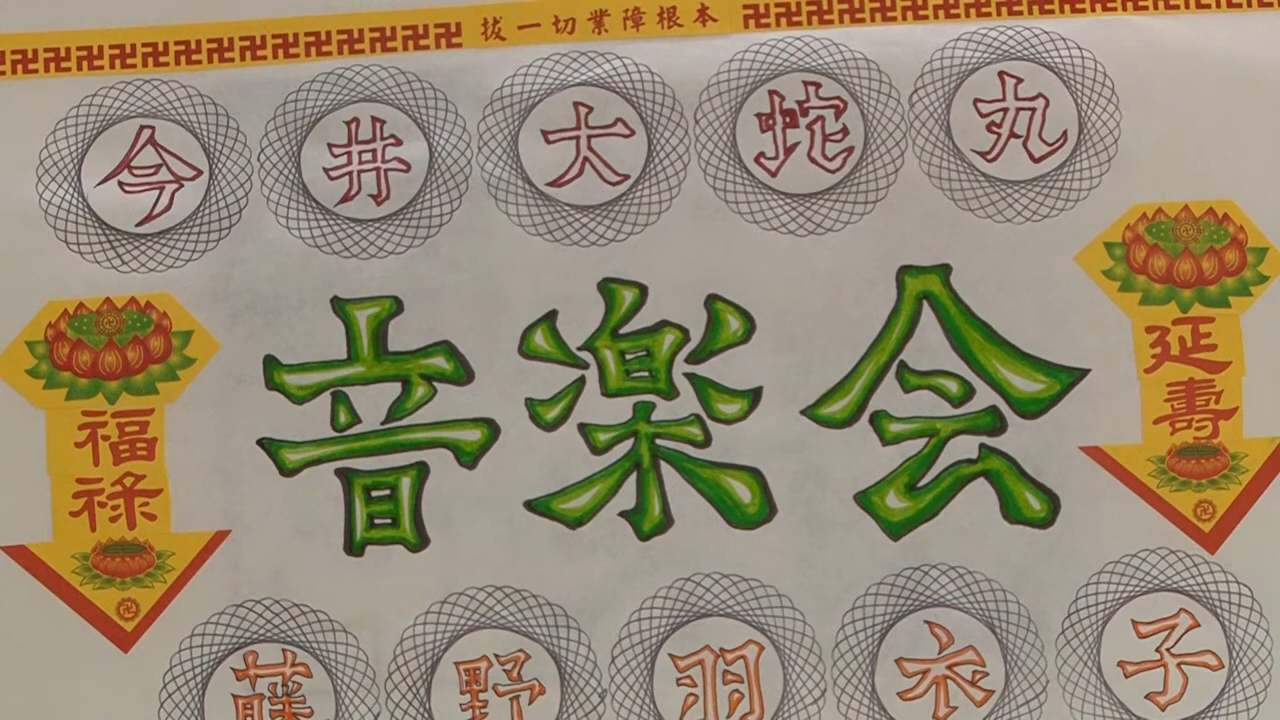 拔一切業障根本
今井大蛇丸
音楽会
福祿
延壽
藤野羽衣子